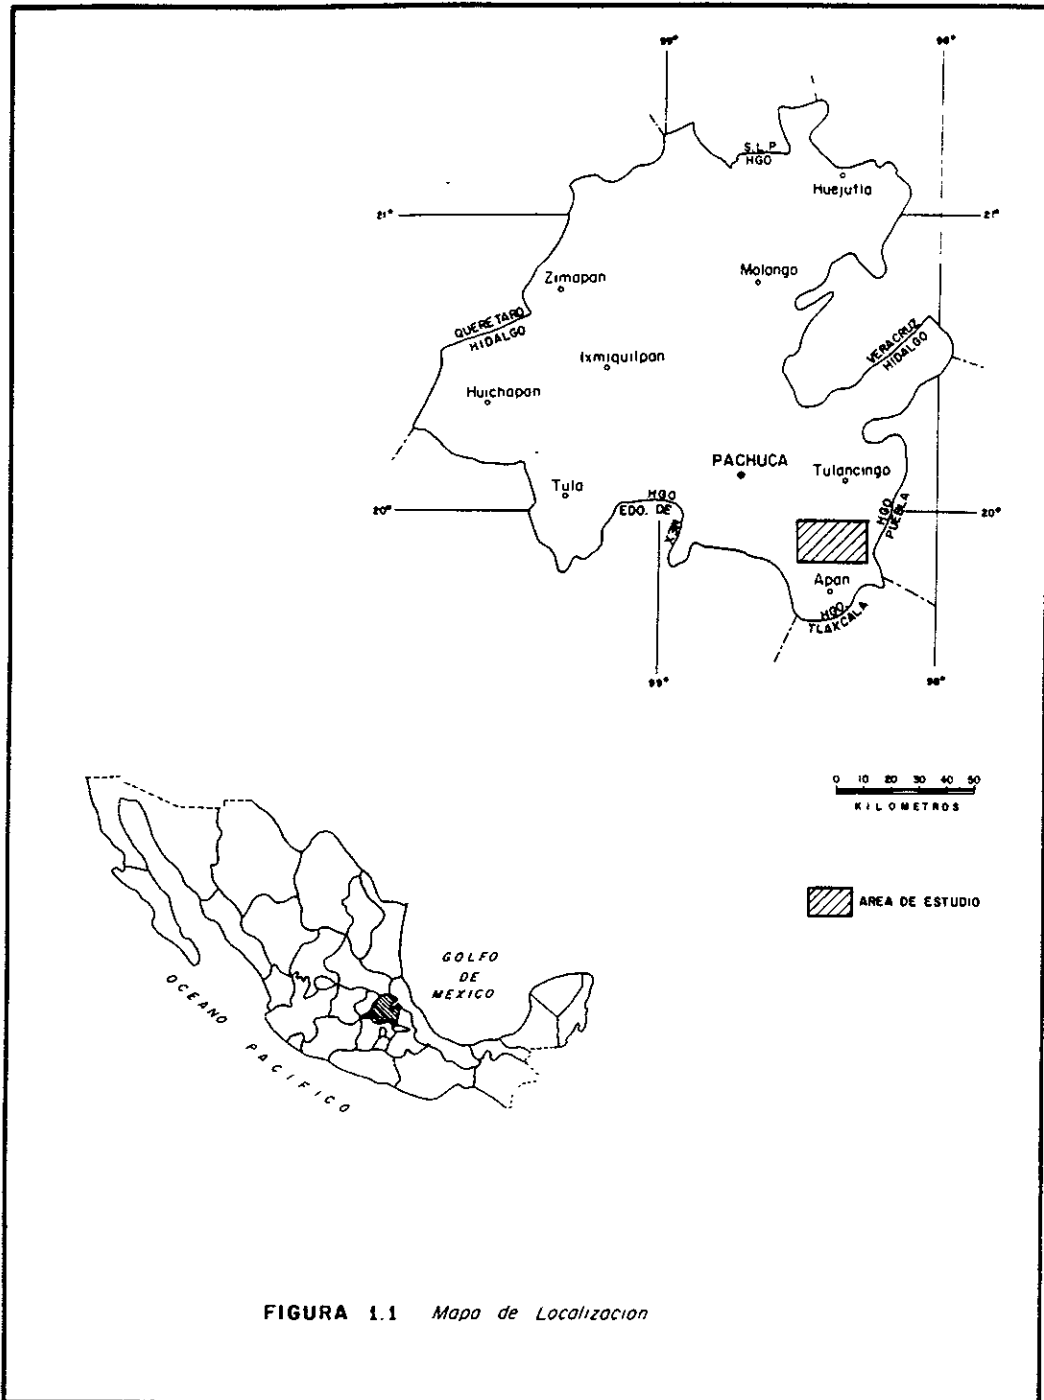 99°
98°
S.L.P
HGO
Huejutla
21°
21°
Zimapan
Molango
QUERETARO
HIDALGO
VERACRUZ
HIDALGO
Ixmiquilpan
Huichapan
PACHUCA
Tulancingo
Tula
HGO
EDO. DE
MEX
20°
20°
HGO
PUEBLA
Apan
HGO.
TLAXCALA
99°
98°
0 10 20 30 40 50
KILOMETROS
AREA DE ESTUDIO
GOLFO
DE
MEXICO
OCEANO PACIFICO
FIGURA 1.1 Mapa de Localizacion